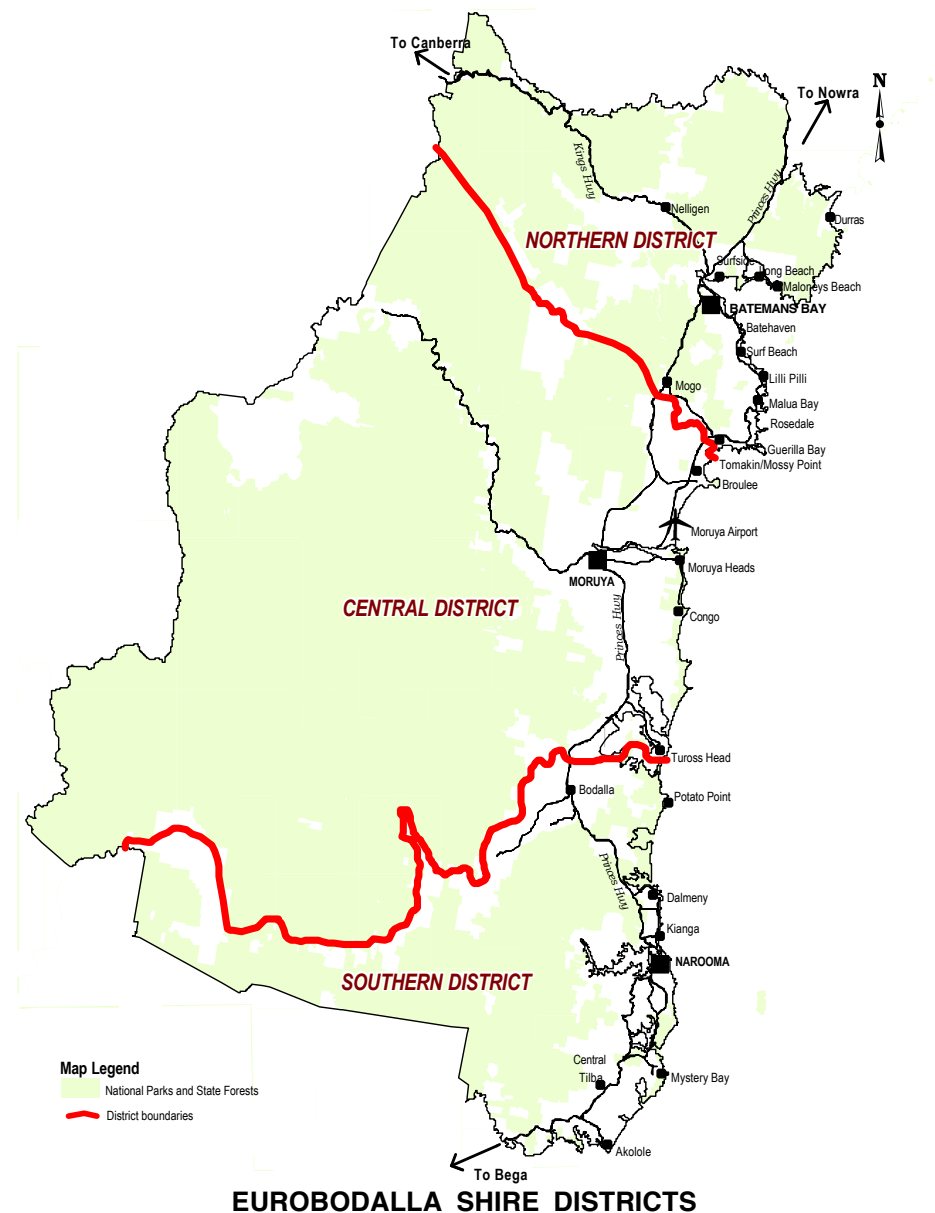 To Canberra
To Nowra
N
Kings Hwy
Princes Hwy
Nelligen
Durras
NORTHERN DISTRICT
Surfside
Long Beach
Maloneys Beach
BATEMANS BAY
Batehaven
Surf Beach
Lilli Pilli
Mogo
Malua Bay
Rosedale
Guerilla Bay
Tomakin/Mossy Point
Broulee
Moruya Airport
Moruya Heads
MORUYA
CENTRAL DISTRICT
Congo
Princes Hwy
Tuross Head
Bodalla
Potato Point
Princes Hwy
Dalmeny
Kianga
NAROOMA
SOUTHERN DISTRICT
Central
Tilba
Mystery Bay
Map Legend
National Parks and State Forests
District boundaries
Akolole
To Bega
EUROBODALLA SHIRE DISTRICTS